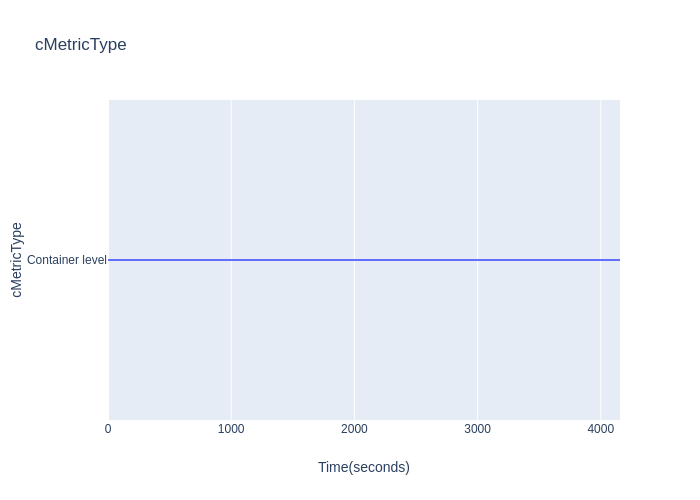 cMetricType
cMetricType
Container level
0 1000 2000 3000 4000
Time(seconds)